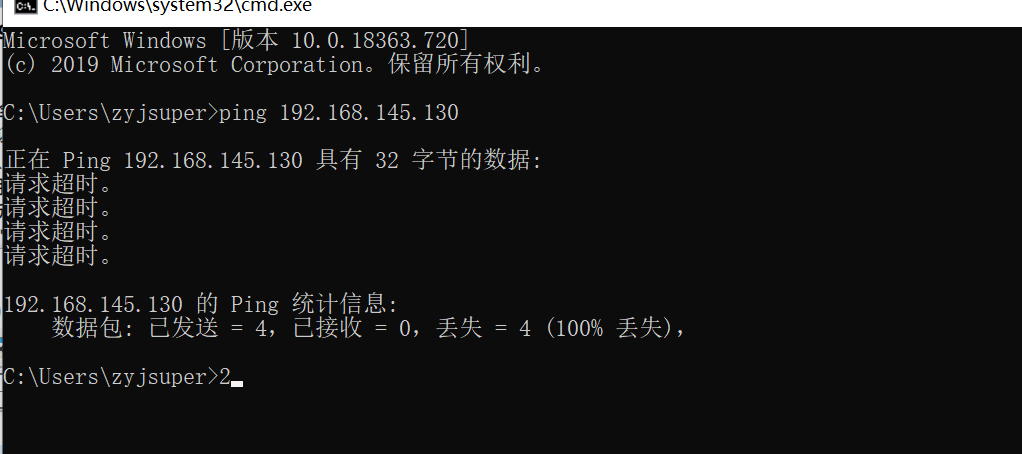 C:\Windows\system32\cmd.exe
Microsoft Windows [版本 10.0.18363.720]
(c) 2019 Microsoft Corporation。保留所有权利。
C:\Users\zyjsuper>ping 192.168.145.130
正在 Ping 192.168.145.130 具有 32 字节的数据:
请求超时。
请求超时。
请求超时。
请求超时。
192.168.145.130 的 Ping 统计信息:
数据包: 已发送 = 4，已接收 = 0，丢失 = 4 (100% 丢失)，
C:\Users\zyjsuper>2